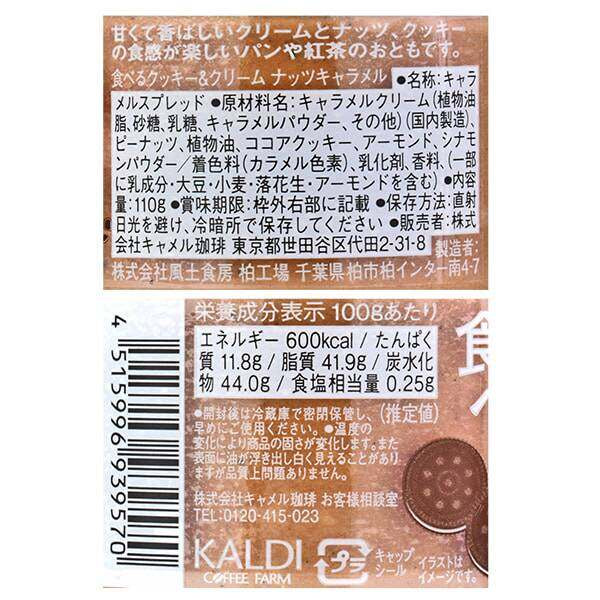 甘くて香ばしいクリームとナッツ、クッキー
の食感が楽しいパンや紅茶のおともです。
食べるクッキー&クリーム ナッツキャラメル ●名称:キャラ
メルスプレッド ●原材料名:キャラメルクリーム(植物油
脂、砂糖、乳糖、キャラメルパウダー、その他)(国内製造)、
ピーナッツ、植物油、ココアクッキー、アーモンド、シナモ
ンパウダー/着色料(カラメル色素)、乳化剤、香料、(一部
に乳成分・大豆・小麦・落花生・アーモンドを含む) ●内容
量:110g ●賞味期限:枠外右部に記載 ●保存方法:直射
日光を避け、冷暗所で保存してください ●販売者:株式
会社キャメル珈琲 東京都世田谷区代田2-31-8 製造者:
株式会社風土食房 柏工場 千葉県柏市柏インター南4-7
栄養成分表示 100gあたり
エネルギー 600kcal / たんぱく
質 11.8g / 脂質 41.9g / 炭水化
物 44.0g / 食塩相当量 0.25g
●開封後は冷蔵庫で密閉保管し、(推定値)
早めにご使用ください。●温度の
変化により商品の固さが変化します。また
表面に油が浮き出し白く見えることがあり
ますが品質上問題ありません。
株式会社キャメル珈琲 お客様相談室
TEL:0120-415-023
KALDI
COFFEE FARM
プラ
キャップ
シール
イラストは
イメージです。
4 515996 939570
食
べ